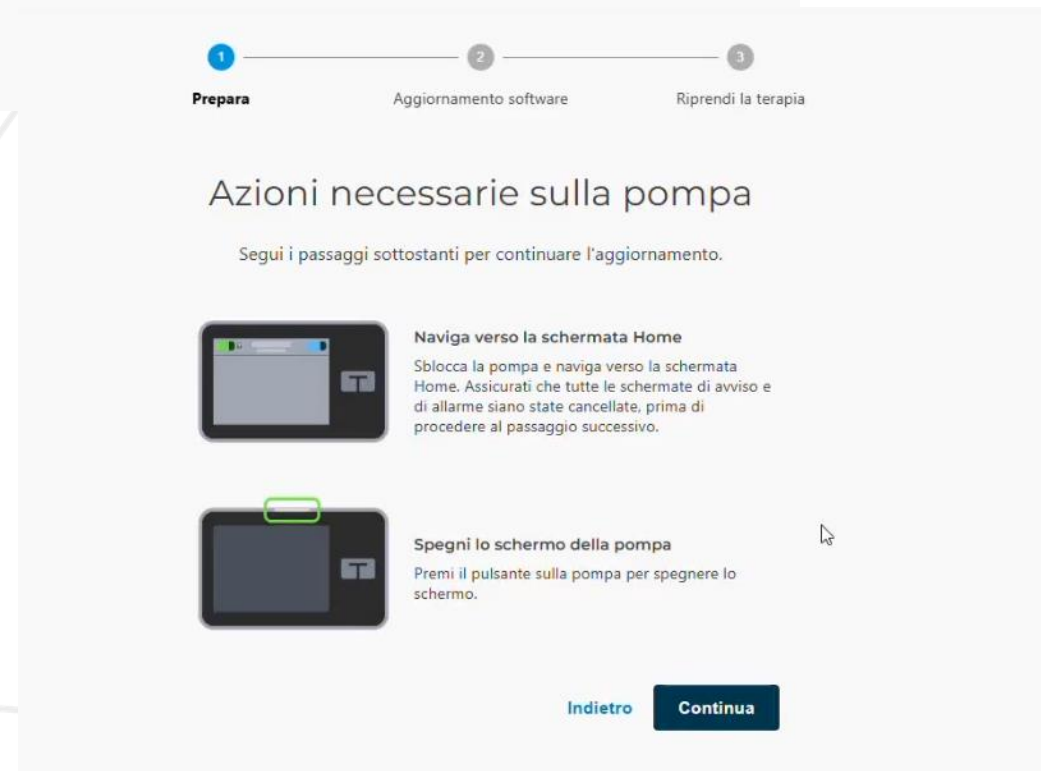 1
2
3
Prepara
Aggiornamento software
Riprendi la terapia
Azioni necessarie sulla pompa
Segui i passaggi sottostanti per continuare l'aggiornamento.
Naviga verso la schermata Home
Sblocca la pompa e naviga verso la schermata
Home. Assicurati che tutte le schermate di avviso e
di allarme siano state cancellate, prima di
procedere al passaggio successivo.
Spegni lo schermo della pompa
Premi il pulsante sulla pompa per spegnere lo
schermo.
Indietro
Continua